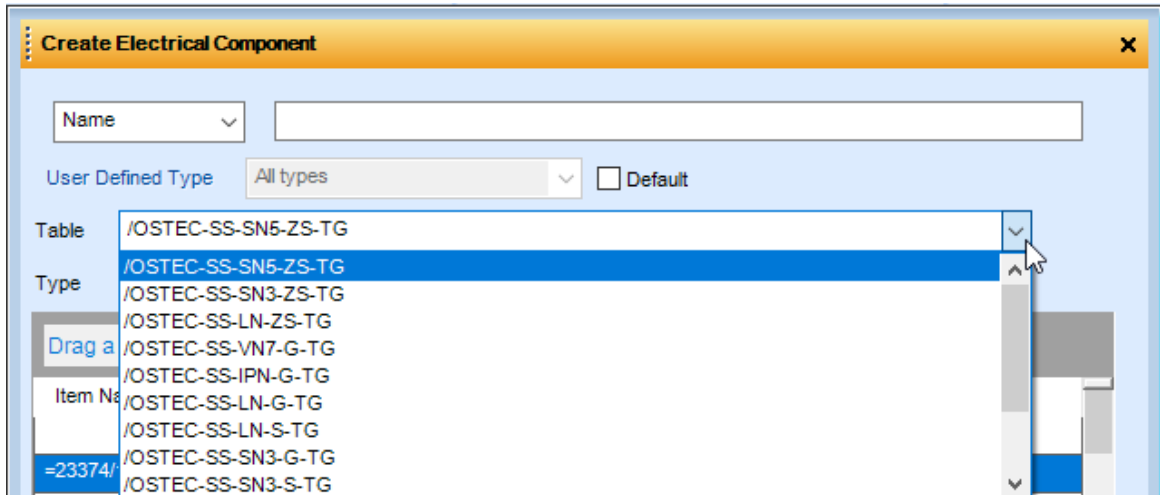 Create Electrical Component
Name
User Defined Type All types Default
Table /OSTEC-SS-SN5-ZS-TG
/OSTEC-SS-SN5-ZS-TG
Type
/OSTEC-SS-SN3-ZS-TG
/OSTEC-SS-LN-ZS-TG
Drag a
/OSTEC-SS-VN7-G-TG
/OSTEC-SS-IPN-G-TG
Item Na
/OSTEC-SS-LN-G-TG
/OSTEC-SS-LN-S-TG
/OSTEC-SS-SN3-G-TG
=23374/
/OSTEC-SS-SN3-S-TG